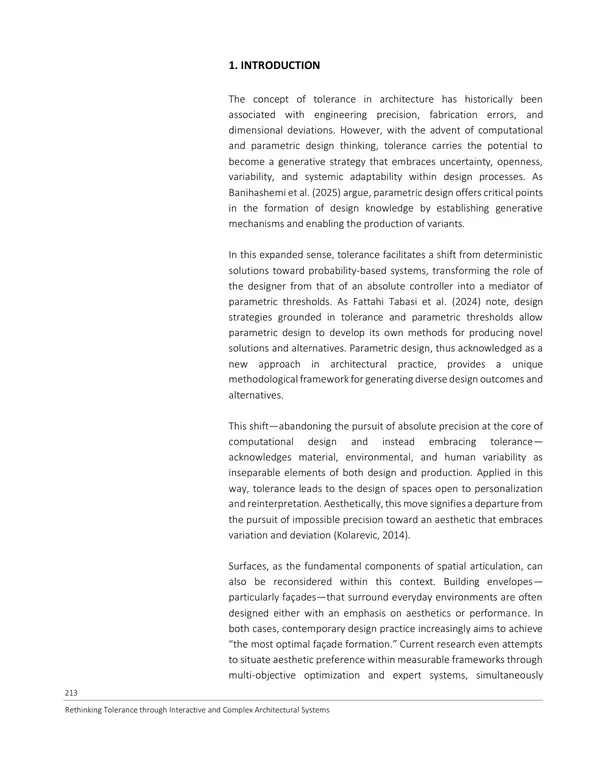 1. INTRODUCTION
The concept of tolerance in architecture has historically been
associated with engineering precision, fabrication errors, and
dimensional deviations. However, with the advent of computational
and parametric design thinking, tolerance carries the potential to
become a generative strategy that embraces uncertainty, openness,
variability, and systemic adaptability within design processes. As
Banihashemi et al. (2025) argue, parametric design offers critical points
in the formation of design knowledge by establishing generative
mechanisms and enabling the production of variants.
In this expanded sense, tolerance facilitates a shift from deterministic
solutions toward probability-based systems, transforming the role of
the designer from that of an absolute controller into a mediator of
parametric thresholds. As Fattahi Tabasi et al. (2024) note, design
strategies grounded in tolerance and parametric thresholds allow
parametric design to develop its own methods for producing novel
solutions and alternatives. Parametric design, thus acknowledged as a
new approach in architectural practice, provides a unique
methodological framework for generating diverse design outcomes and
alternatives.
This shift—abandoning the pursuit of absolute precision at the core of
computational design and instead embracing tolerance—
acknowledges material, environmental, and human variability as
inseparable elements of both design and production. Applied in this
way, tolerance leads to the design of spaces open to personalization
and reinterpretation. Aesthetically, this move signifies a departure from
the pursuit of impossible precision toward an aesthetic that embraces
variation and deviation (Kolarevic, 2014).
Surfaces, as the fundamental components of spatial articulation, can
also be reconsidered within this context. Building envelopes—
particularly façades—that surround everyday environments are often
designed either with an emphasis on aesthetics or performance. In
both cases, contemporary design practice increasingly aims to achieve
“the most optimal façade formation.” Current research even attempts
to situate aesthetic preference within measurable frameworks through
multi-objective optimization and expert systems, simultaneously
213
Rethinking Tolerance through Interactive and Complex Architectural Systems